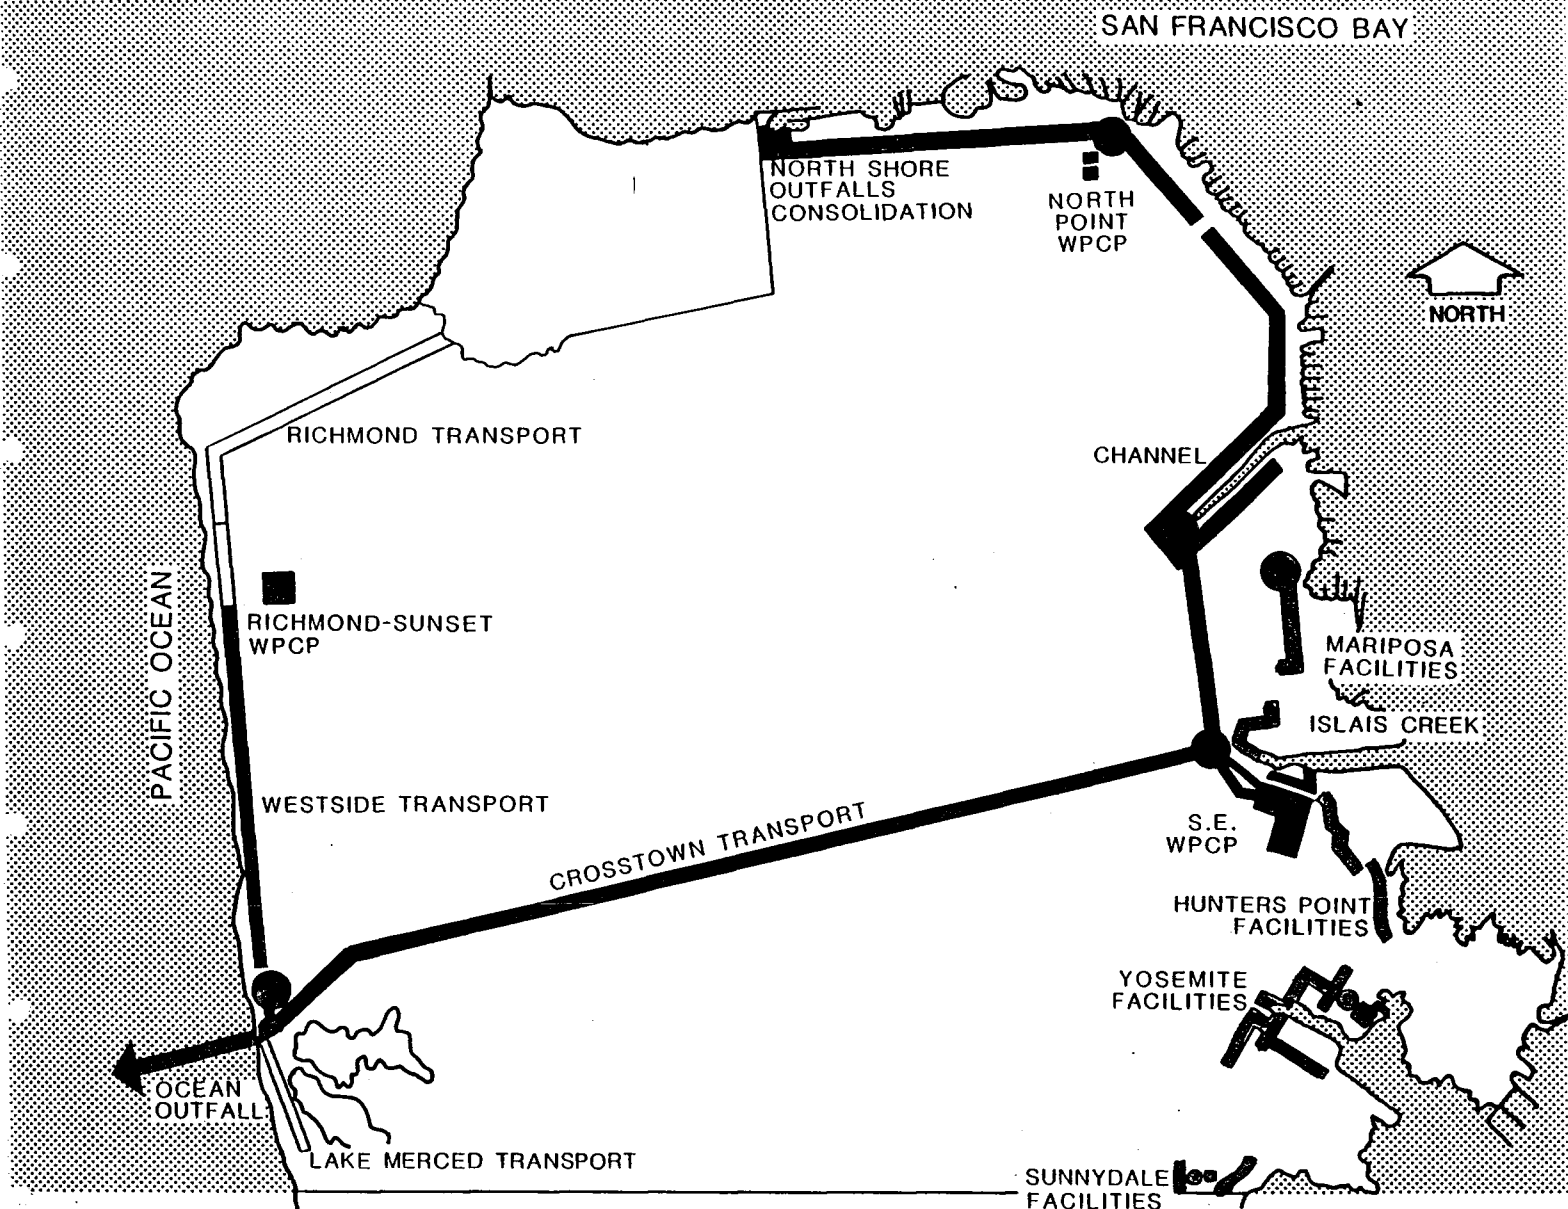 SAN FRANCISCO BAY
NORTH SHORE
OUTFALLS
CONSOLIDATION
NORTH
POINT
WPCP
NORTH
RICHMOND TRANSPORT
CHANNEL
PACIFIC OCEAN
RICHMOND-SUNSET
WPCP
MARIPOSA
FACILITIES
ISLAIS CREEK
WESTSIDE TRANSPORT
CROSSTOWN TRANSPORT
S.E.
WPCP
HUNTERS POINT
FACILITIES
YOSEMITE
FACILITIES
OCEAN
OUTFALL
LAKE MERCED TRANSPORT
SUNNYDALE
FACILITIES